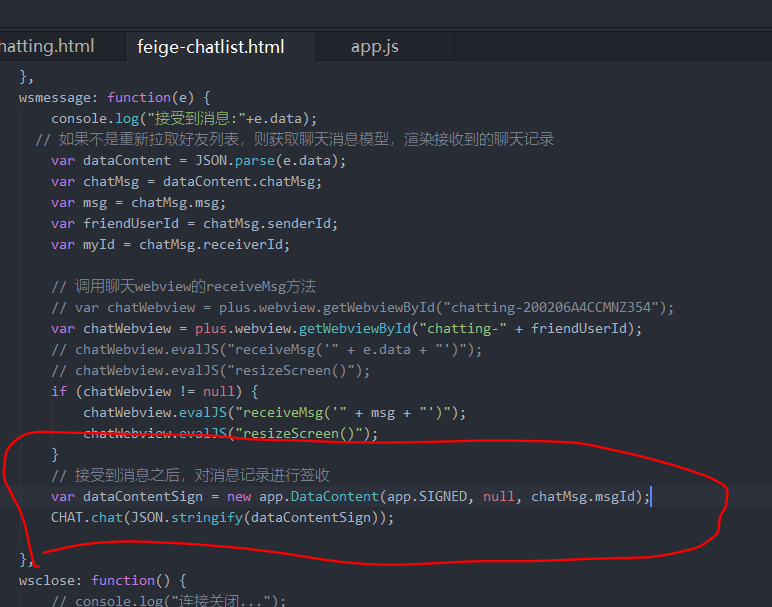 hatting.html feige-chatlist.html app.js
},
wsmessage: function(e) {
console.log("接受到消息:"+e.data);
// 如果不是重新拉取好友列表，则获取聊天消息模型，渲染接收到的聊天记录
var dataContent = JSON.parse(e.data);
var chatMsg = dataContent.chatMsg;
var msg = chatMsg.msg;
var friendUserId = chatMsg.senderId;
var myId = chatMsg.receiverId;
// 调用聊天webview的receiveMsg方法
// var chatWebview = plus.webview.getWebviewById("chatting-200206A4CCMNZ354");
var chatWebview = plus.webview.getWebviewById("chatting-" + friendUserId);
// chatWebview.evalJS("receiveMsg('" + e.data + "')");
// chatWebview.evalJS("resizeScreen()");
if (chatWebview != null) {
chatWebview.evalJS("receiveMsg('" + msg + "')");
chatWebview.evalJS("resizeScreen()");
}
// 接受到消息之后，对消息记录进行签收
var dataContentSign = new app.DataContent(app.SIGNED, null, chatMsg.msgId);
CHAT.chat(JSON.stringify(dataContentSign));
},
wsclose: function() {
// console.log("连接关闭...");